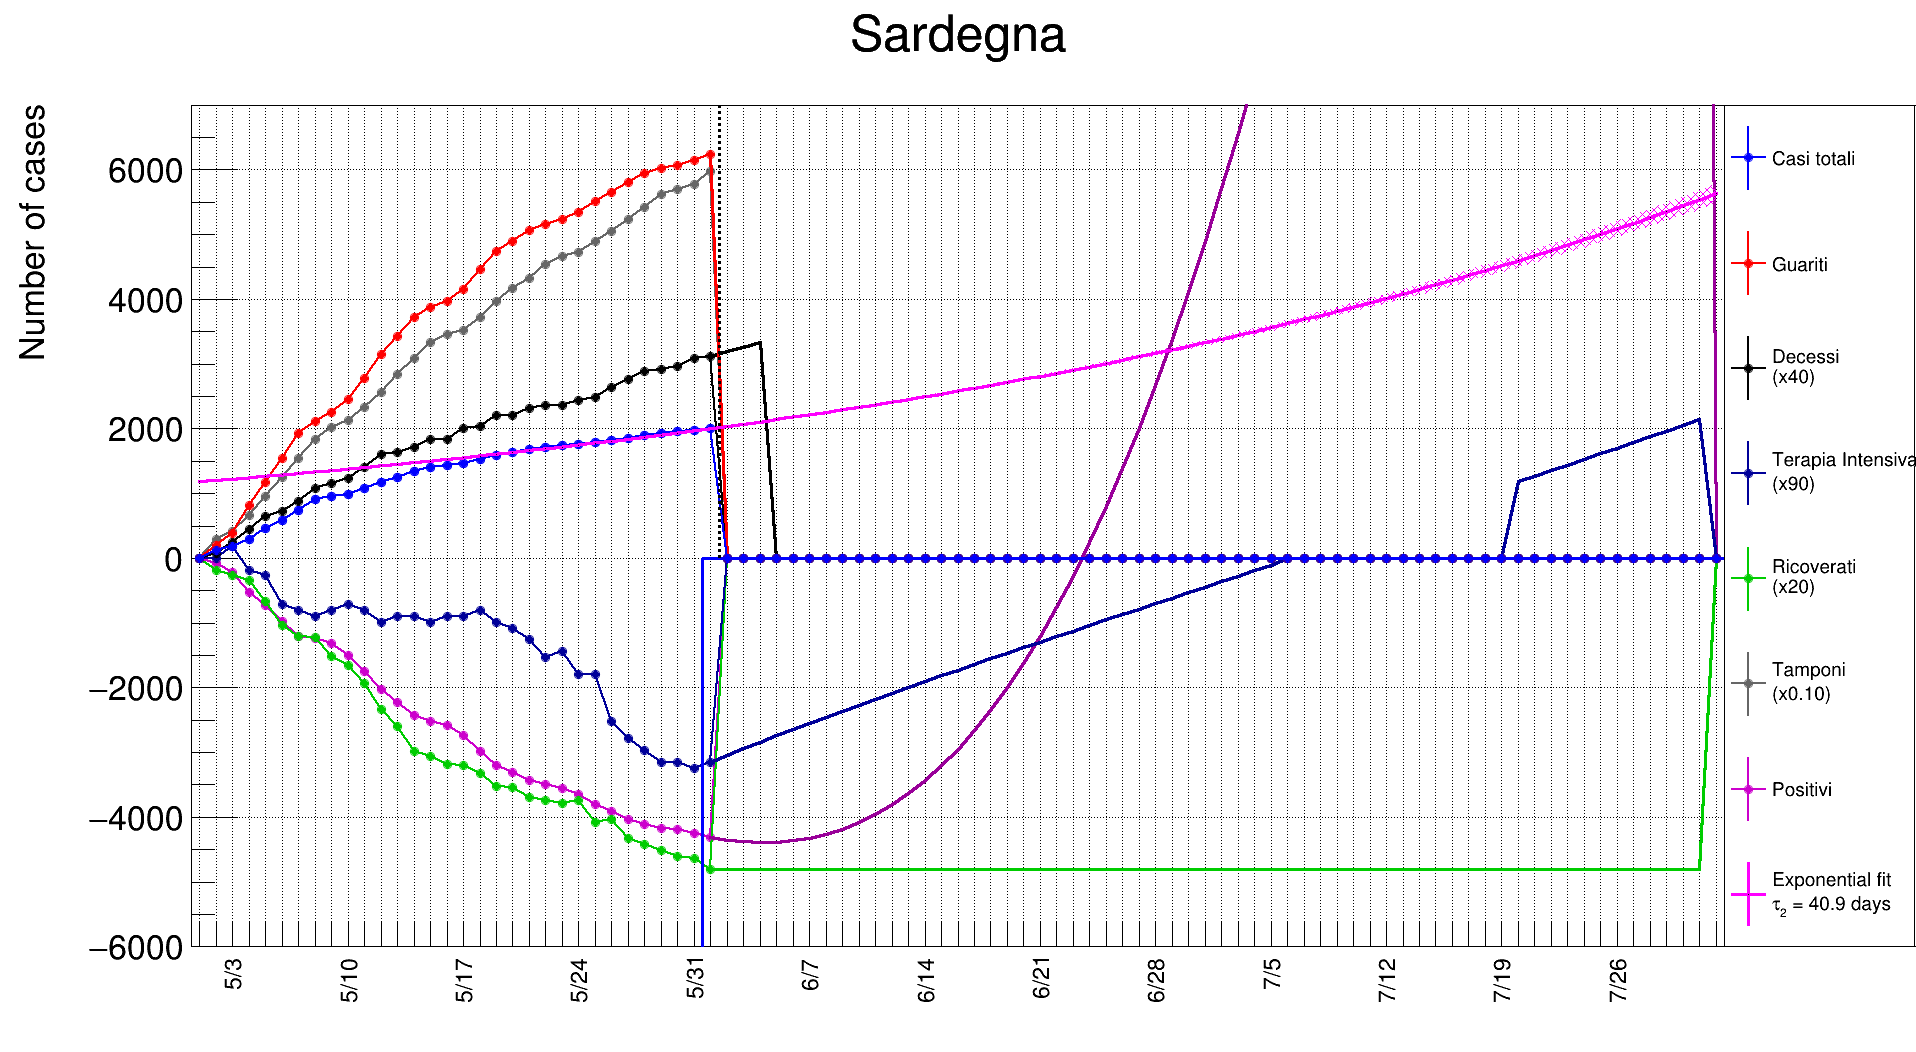 Sardegna
Number of cases
6000
4000
2000
0
−2000
−4000
−6000
5/3
5/10
5/17
5/24
5/31
6/7
6/14
6/21
6/28
7/5
7/12
7/19
7/26
Casi totali
Guariti
Decessi
(x40)
Terapia Intensiva
(x90)
Ricoverati
(x20)
Tamponi
(x0.10)
Positivi
Exponential fit
τ2 = 40.9 days